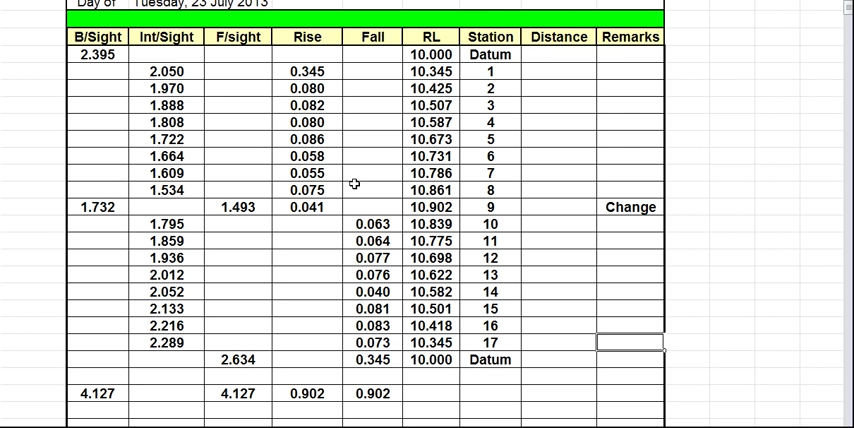 Day of Tuesday, 23 July 2013
B/Sight Int/Sight F/sight Rise Fall RL Station Distance Remarks
2.395 10.000 Datum
2.050 0.345 10.345 1
1.970 0.080 10.425 2
1.888 0.082 10.507 3
1.808 0.080 10.587 4
1.722 0.086 10.673 5
1.664 0.058 10.731 6
1.609 0.055 10.786 7
1.534 0.075 10.861 8
1.732 1.493 0.041 10.902 9 Change
1.795 0.063 10.839 10
1.859 0.064 10.775 11
1.936 0.077 10.698 12
2.012 0.076 10.622 13
2.052 0.040 10.582 14
2.133 0.081 10.501 15
2.216 0.083 10.418 16
2.289 0.073 10.345 17
2.634 0.345 10.000 Datum
4.127 4.127 0.902 0.902